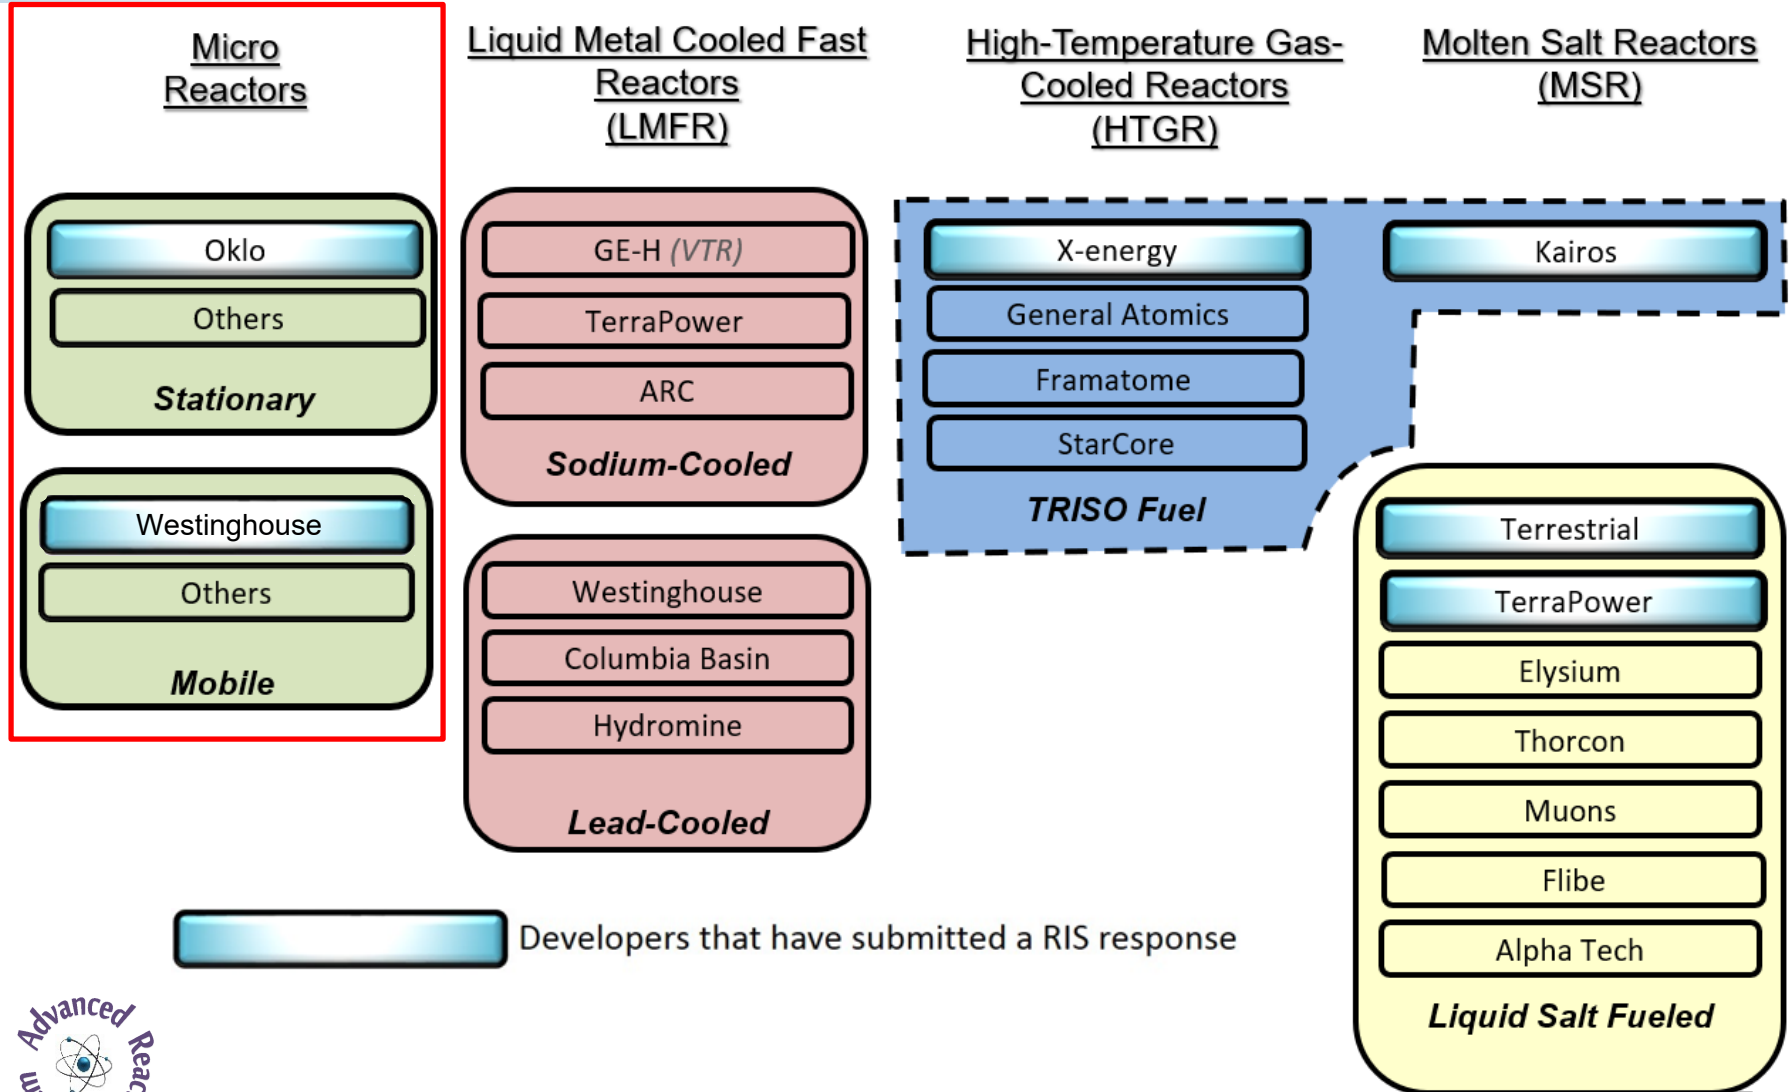 Micro
Reactors
Liquid Metal Cooled Fast
Reactors
(LMFR)
High-Temperature Gas-
Cooled Reactors
(HTGR)
Molten Salt Reactors
(MSR)
Oklo
Others
Stationary
Westinghouse
Others
Mobile
GE-H (VTR)
TerraPower
ARC
Sodium-Cooled
Westinghouse
Columbia Basin
Hydromine
Lead-Cooled
X-energy
General Atomics
Framatome
StarCore
TRISO Fuel
Kairos
Terrestrial
TerraPower
Elysium
Thorcon
Muons
Flibe
Alpha Tech
Liquid Salt Fueled
Developers that have submitted a RIS response
Advanced